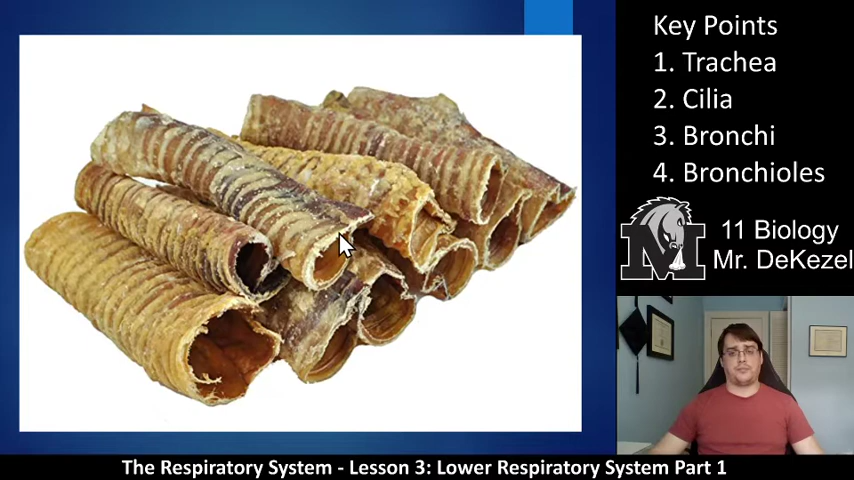 Key Points
1. Trachea
2. Cilia
3. Bronchi
4. Bronchioles
M
11 Biology
Mr. DeKezel
The Respiratory System - Lesson 3: Lower Respiratory System Part 1